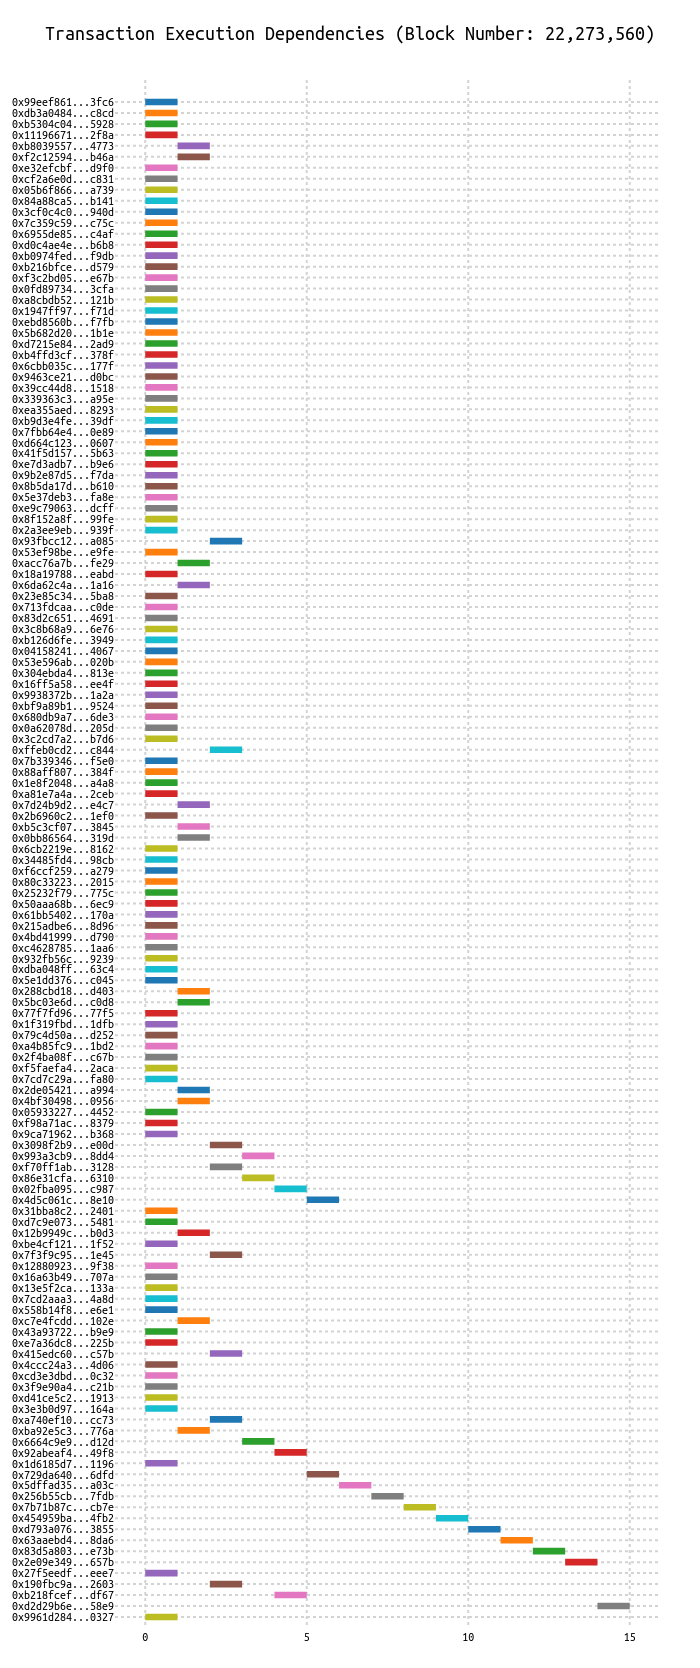 Transaction Execution Dependencies (Block Number: 22,273,560)
0x99eef861...3fc6
0xdb3a0484...c8cd
0xb5304c04...5928
0x11196671...2f8a
0xb8039557...4773
0xf2c12594...b46a
0xe32efcbf...d9f0
0xcf2a6e0d...c831
0x05b6f866...a739
0x84a88ca5...b141
0x3cf0c4c0...940d
0x7c359c59...c75c
0x6955de85...c4af
0xd0c4ae4e...b6b8
0xb0974fed...f9db
0xb216bfce...d579
0xf3c2bd05...e67b
0x0fd89734...3cfa
0xa8cbdb52...121b
0x1947ff97...f71d
0xebd8560b...f7fb
0x5b682d20...1b1e
0xd7215e84...2ad9
0xb4ffd3cf...378f
0x6cbb035c...177f
0x9463ce21...d0bc
0x39cc44d8...1518
0x339363c3...a95e
0xea355aed...8293
0xb9d3e4fe...39df
0x7fbb64e4...0e89
0xd664c123...0607
0x41f5d157...5b63
0xe7d3adb7...b9e6
0x9b2e87d5...f7da
0x8b5da17d...b610
0x5e37deb3...fa8e
0xe9c79063...dcff
0x8f152a8f...99fe
0x2a3ee9eb...939f
0x93fbcc12...a085
0x53ef98be...e9fe
0xacc76a7b...fe29
0x18a19788...eabd
0x6da62c4a...1a16
0x23e85c34...5ba8
0x713fdcaa...c0de
0x83d2c651...4691
0x3c8b68a9...6e76
0xb126d6fe...3949
0x04158241...4067
0x53e596ab...020b
0x304ebda4...813e
0x16ff5a58...ee4f
0x9938372b...1a2a
0xbf9a89b1...9524
0x680db9a7...6de3
0x0a62078d...205d
0x3c2cd7a2...b7d6
0xffeb0cd2...c844
0x7b339346...f5e0
0x88aff807...384f
0x1e8f2048...a4a8
0xa81e7a4a...2ceb
0x7d24b9d2...e4c7
0x2b6960c2...1ef0
0xb5c3cf07...3845
0x0bb86564...319d
0x6cb2219e...8162
0x34485fd4...98cb
0xf6ccf259...a279
0x80c33223...2015
0x25232f79...775c
0x50aaa68b...6ec9
0x61bb5402...170a
0x215adbe6...8d96
0x4bd41999...d790
0xc4628785...1aa6
0x932fb56c...9239
0xdba048ff...63c4
0x5e1dd376...c045
0x288cbd18...d403
0x5bc03e6d...c0d8
0x77f7fd96...77f5
0x1f319fbd...1dfb
0x79c4d50a...d252
0xa4b85fc9...1bd2
0x2f4ba08f...c67b
0xf5faefa4...2aca
0x7cd7c29a...fa80
0x2de05421...a994
0x4bf30498...0956
0x05933227...4452
0xf98a71ac...8379
0x9ca71962...b368
0x3098f2b9...e00d
0x993a3cb9...8dd4
0xf70ff1ab...3128
0x86e31cfa...6310
0x02fba095...c987
0x4d5c061c...8e10
0x31bba8c2...2401
0xd7c9e073...5481
0x12b9949c...b0d3
0xbe4cf121...1f52
0x7f3f9c95...1e45
0x12880923...9f38
0x16a63b49...707a
0x13e5f2ca...133a
0x7cd2aaa3...4a8d
0x558b14f8...e6e1
0xc7e4fcdd...102e
0x43a93722...b9e9
0xe7a36dc8...225b
0x415edc60...c57b
0x4ccc24a3...4d06
0xcd3e3dbd...0c32
0x3f9e90a4...c21b
0xd41ce5c2...1913
0x3e3b0d97...164a
0xa740ef10...cc73
0xba92e5c3...776a
0x6664c9e9...d12d
0x92abeaf4...49f8
0x1d6185d7...1196
0x729da640...6dfd
0x5dffad35...a03c
0x256b55cb...7fdb
0x7b71b87c...cb7e
0x454959ba...4fb2
0xd793a076...3855
0x63aaebd4...8da6
0x83d5a803...e73b
0x2e09e349...657b
0x27f5eedf...eee7
0x190fbc9a...2603
0xb218fcef...df67
0xd2d29b6e...58e9
0x9961d284...0327
0 5 10 15